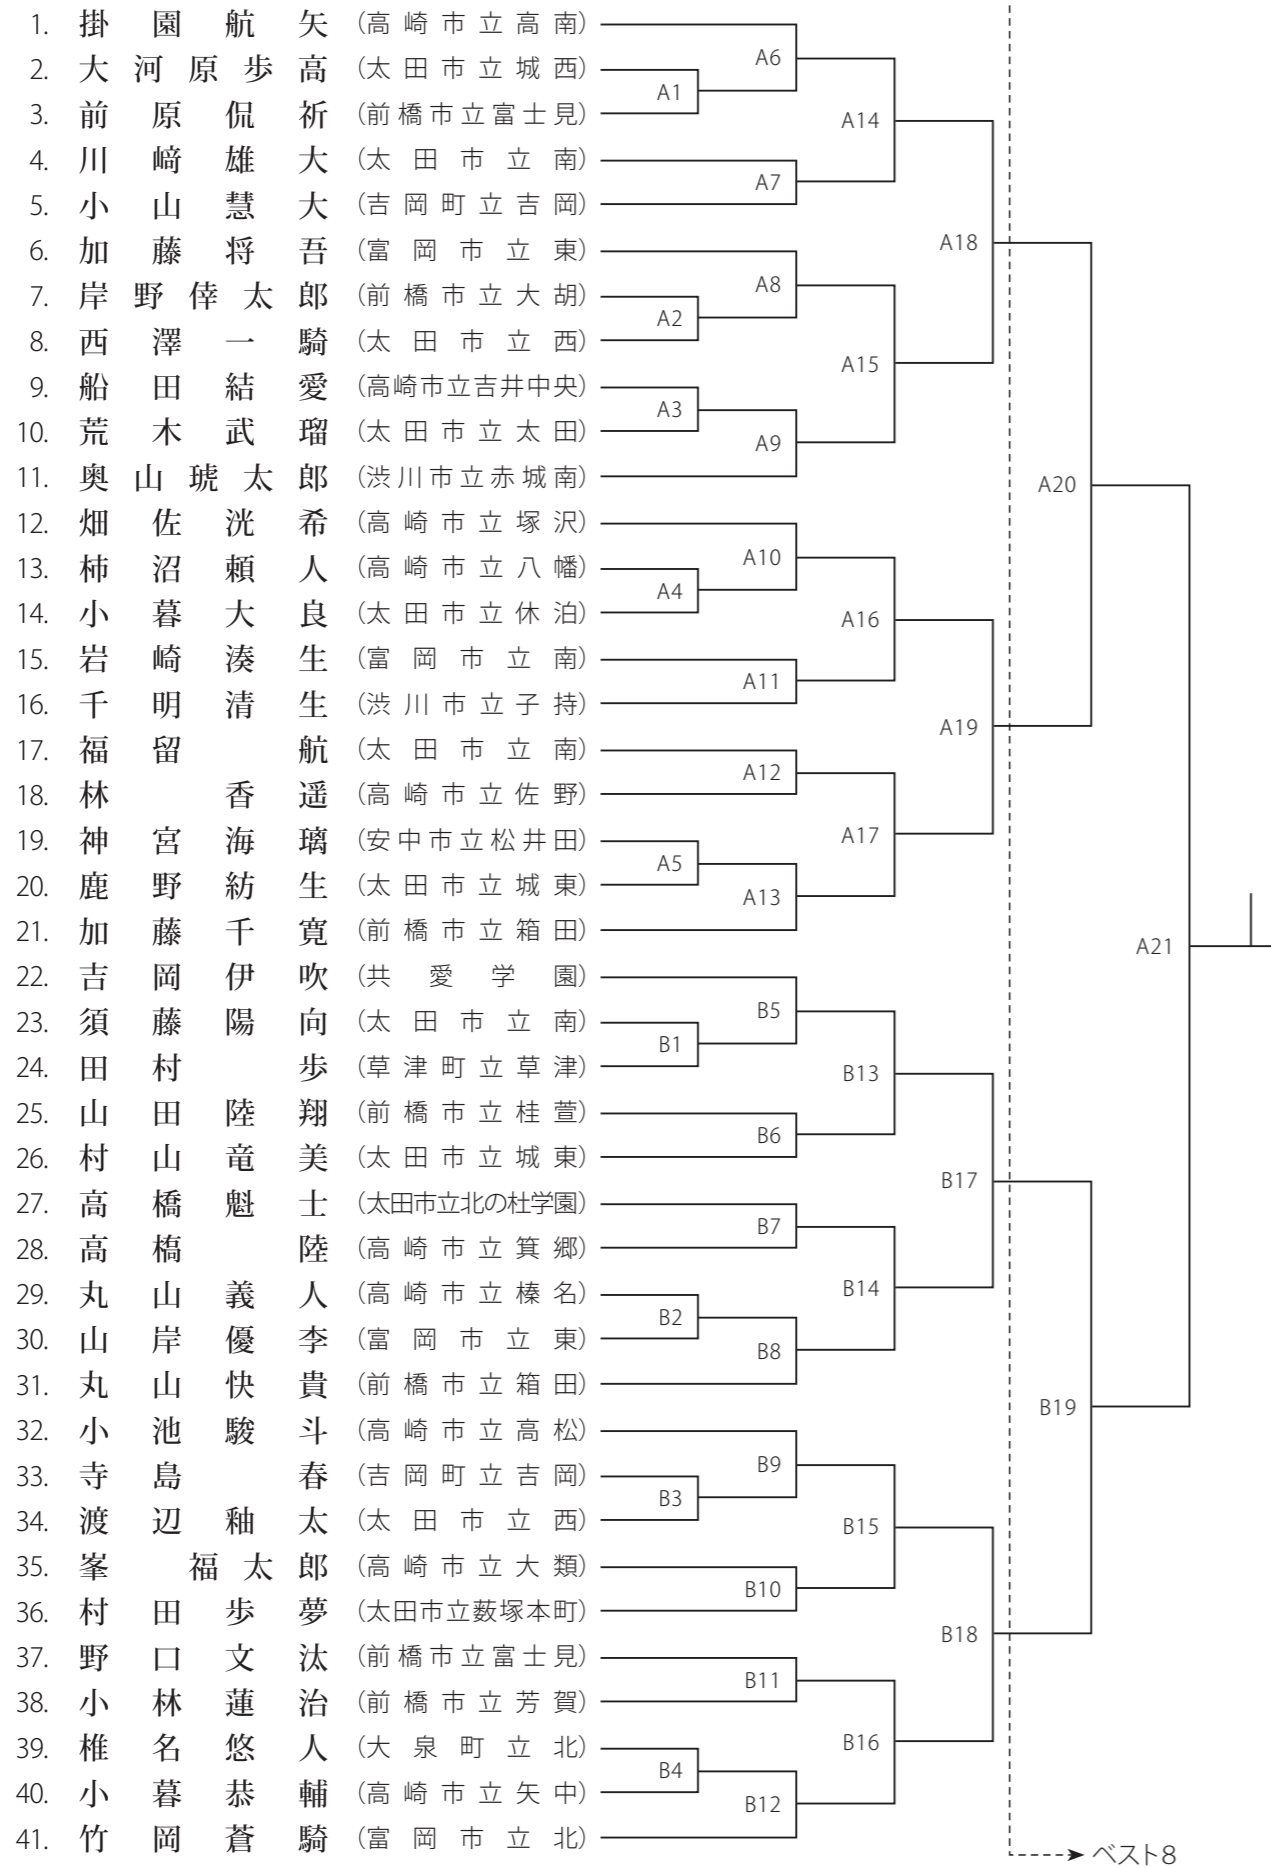 1. 掛園航矢 (高崎市立高南)
2. 大河原歩高 (太田市立城西)
3. 前原侃祈 (前橋市立富士見)
4. 川﨑雄大 (太田市立南)
5. 小山慧大 (吉岡町立吉岡)
6. 加藤将吾 (富岡市立東)
7. 岸野倖太郎 (前橋市立大胡)
8. 西澤一騎 (太田市立西)
9. 船田結愛 (高崎市立吉井中央)
10. 荒木武瑠 (太田市立太田)
11. 奥山琥太郎 (渋川市立赤城南)
12. 畑佐洸希 (高崎市立塚沢)
13. 柿沼頼人 (高崎市立八幡)
14. 小暮大良 (太田市立休泊)
15. 岩崎湊生 (富岡市立南)
16. 千明清生 (渋川市立子持)
17. 福留航 (太田市立南)
18. 林香遥 (高崎市立佐野)
19. 神宮海璃 (安中市立松井田)
20. 鹿野紡生 (太田市立城東)
21. 加藤千寛 (前橋市立箱田)
22. 吉岡伊吹 (共愛学園)
23. 須藤陽向 (太田市立南)
24. 田村歩 (草津町立草津)
25. 山田陸翔 (前橋市立桂萱)
26. 村山竜美 (太田市立城東)
27. 高橋魁士 (太田市立北の杜学園)
28. 高槗陸 (高崎市立箕郷)
29. 丸山義人 (高崎市立榛名)
30. 山岸優李 (富岡市立東)
31. 丸山快貴 (前橋市立箱田)
32. 小池駿斗 (高崎市立高松)
33. 寺島春 (吉岡町立吉岡)
34. 渡辺釉太 (太田市立西)
35. 峯福太郎 (高崎市立大類)
36. 村田歩夢 (太田市立薮塚本町)
37. 野口文汰 (前橋市立富士見)
38. 小林蓮治 (前橋市立芳賀)
39. 椎名悠人 (大泉町立北)
40. 小暮恭輔 (高崎市立矢中)
41. 竹岡蒼騎 (富岡市立北)
A1
A2
A3
A4
A5
B1
B2
B3
B4
A6
A7
A8
A9
A10
A11
A12
A13
B5
B6
B7
B8
B9
B10
B11
B12
A14
A15
A16
A17
B13
B14
B15
B16
A18
A19
B17
B18
A20
B19
A21
ベスト8